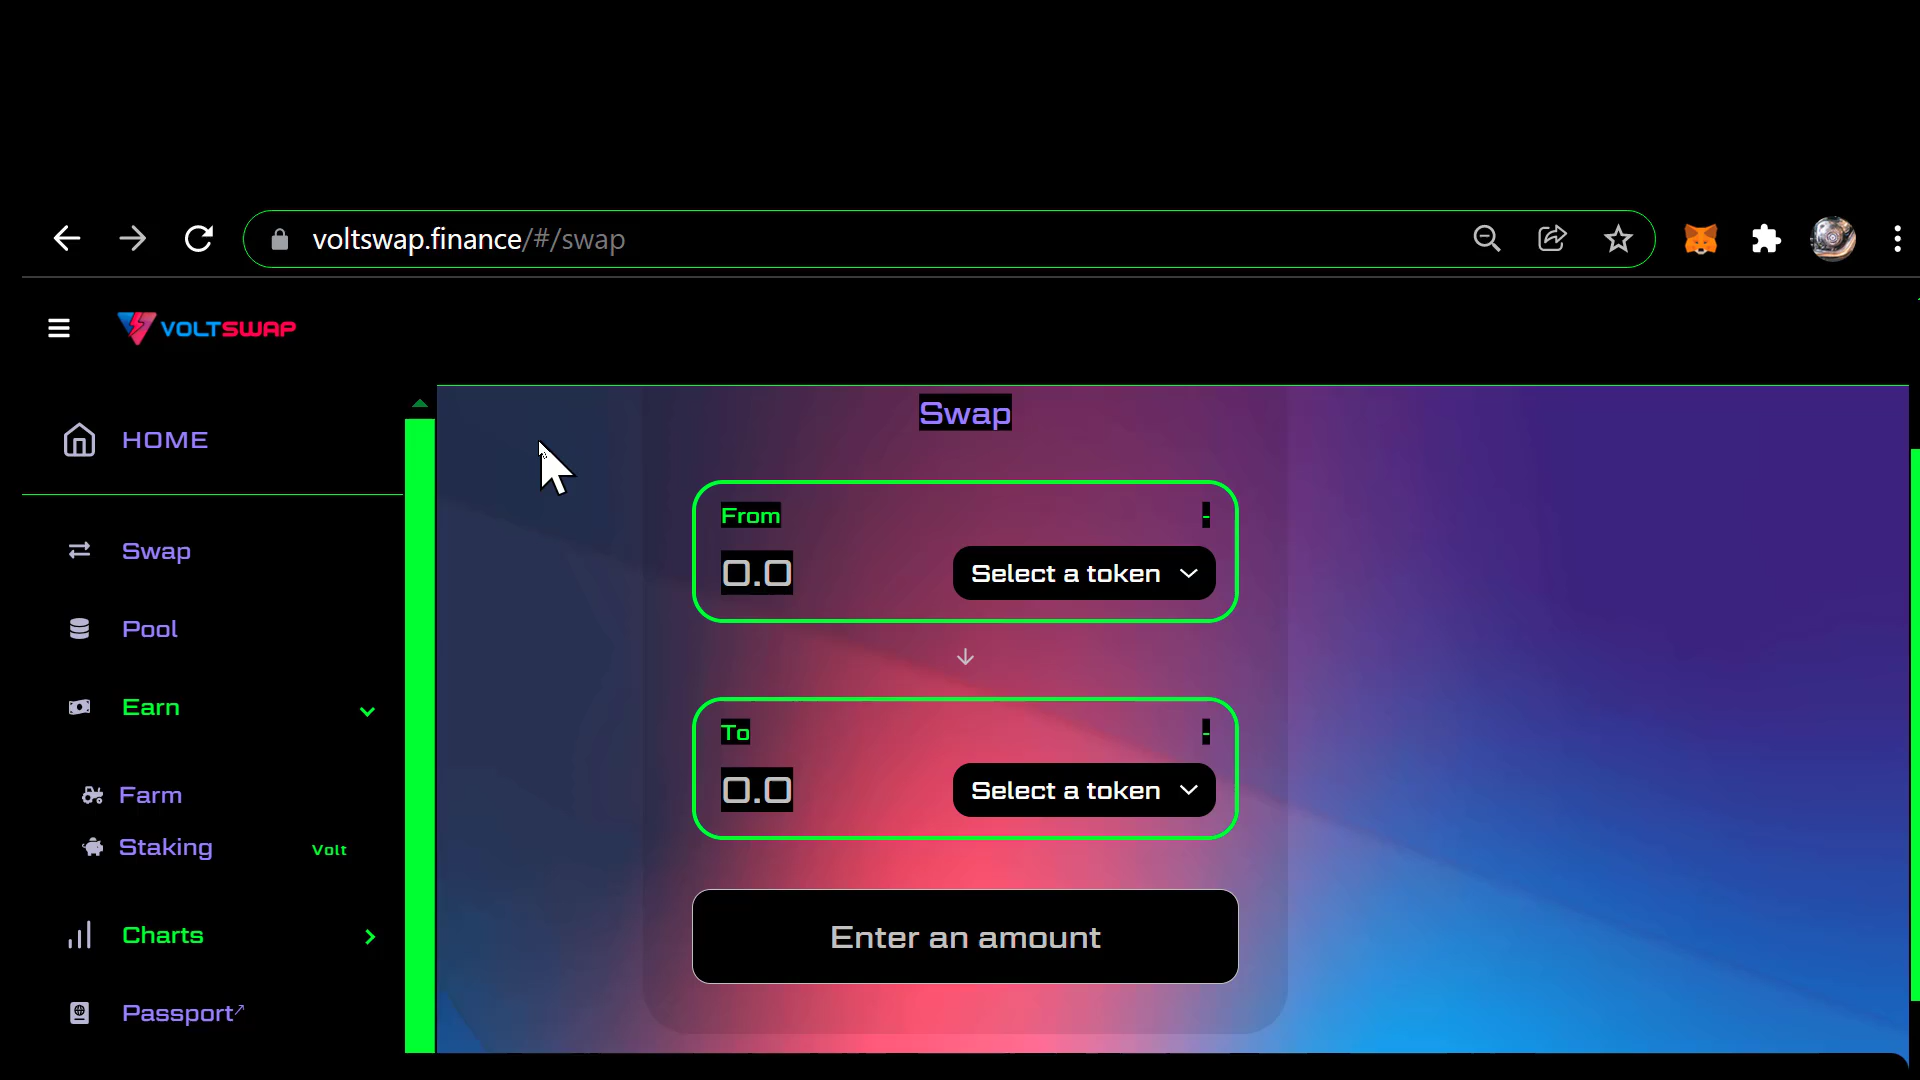 voltswap.finance/#/swap
VOLTSWAP
HOME
Swap
Pool
Earn
Farm
Staking Volt
Charts
Passport↗
Swap
From -
0.0 Select a token
To -
0.0 Select a token
Enter an amount